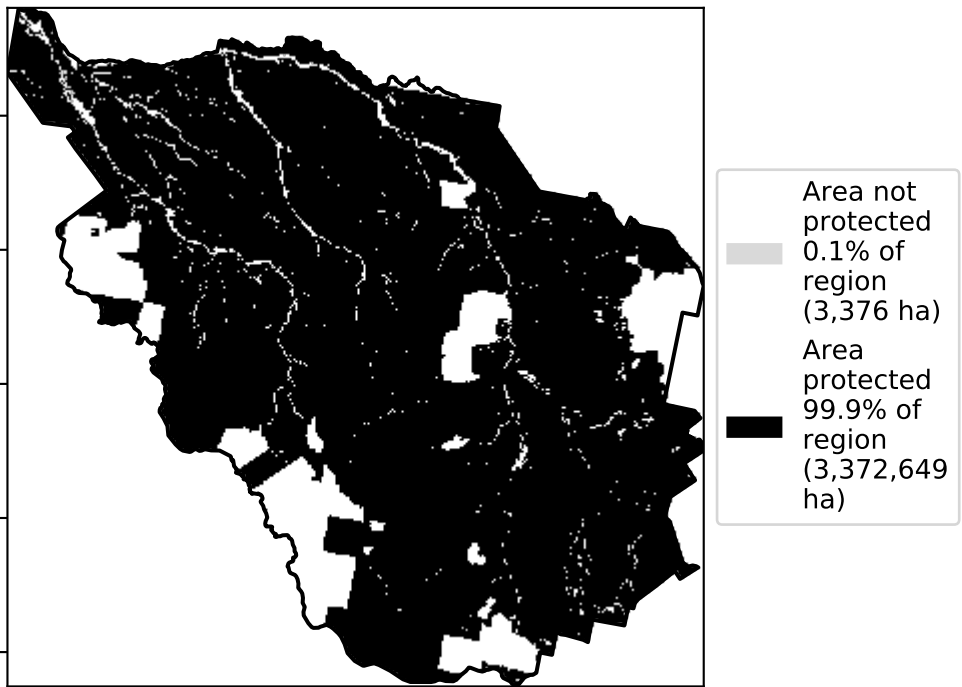 Area not
protected
0.1% of
region
(3,376 ha)
Area
protected
99.9% of
region
(3,372,649
ha)